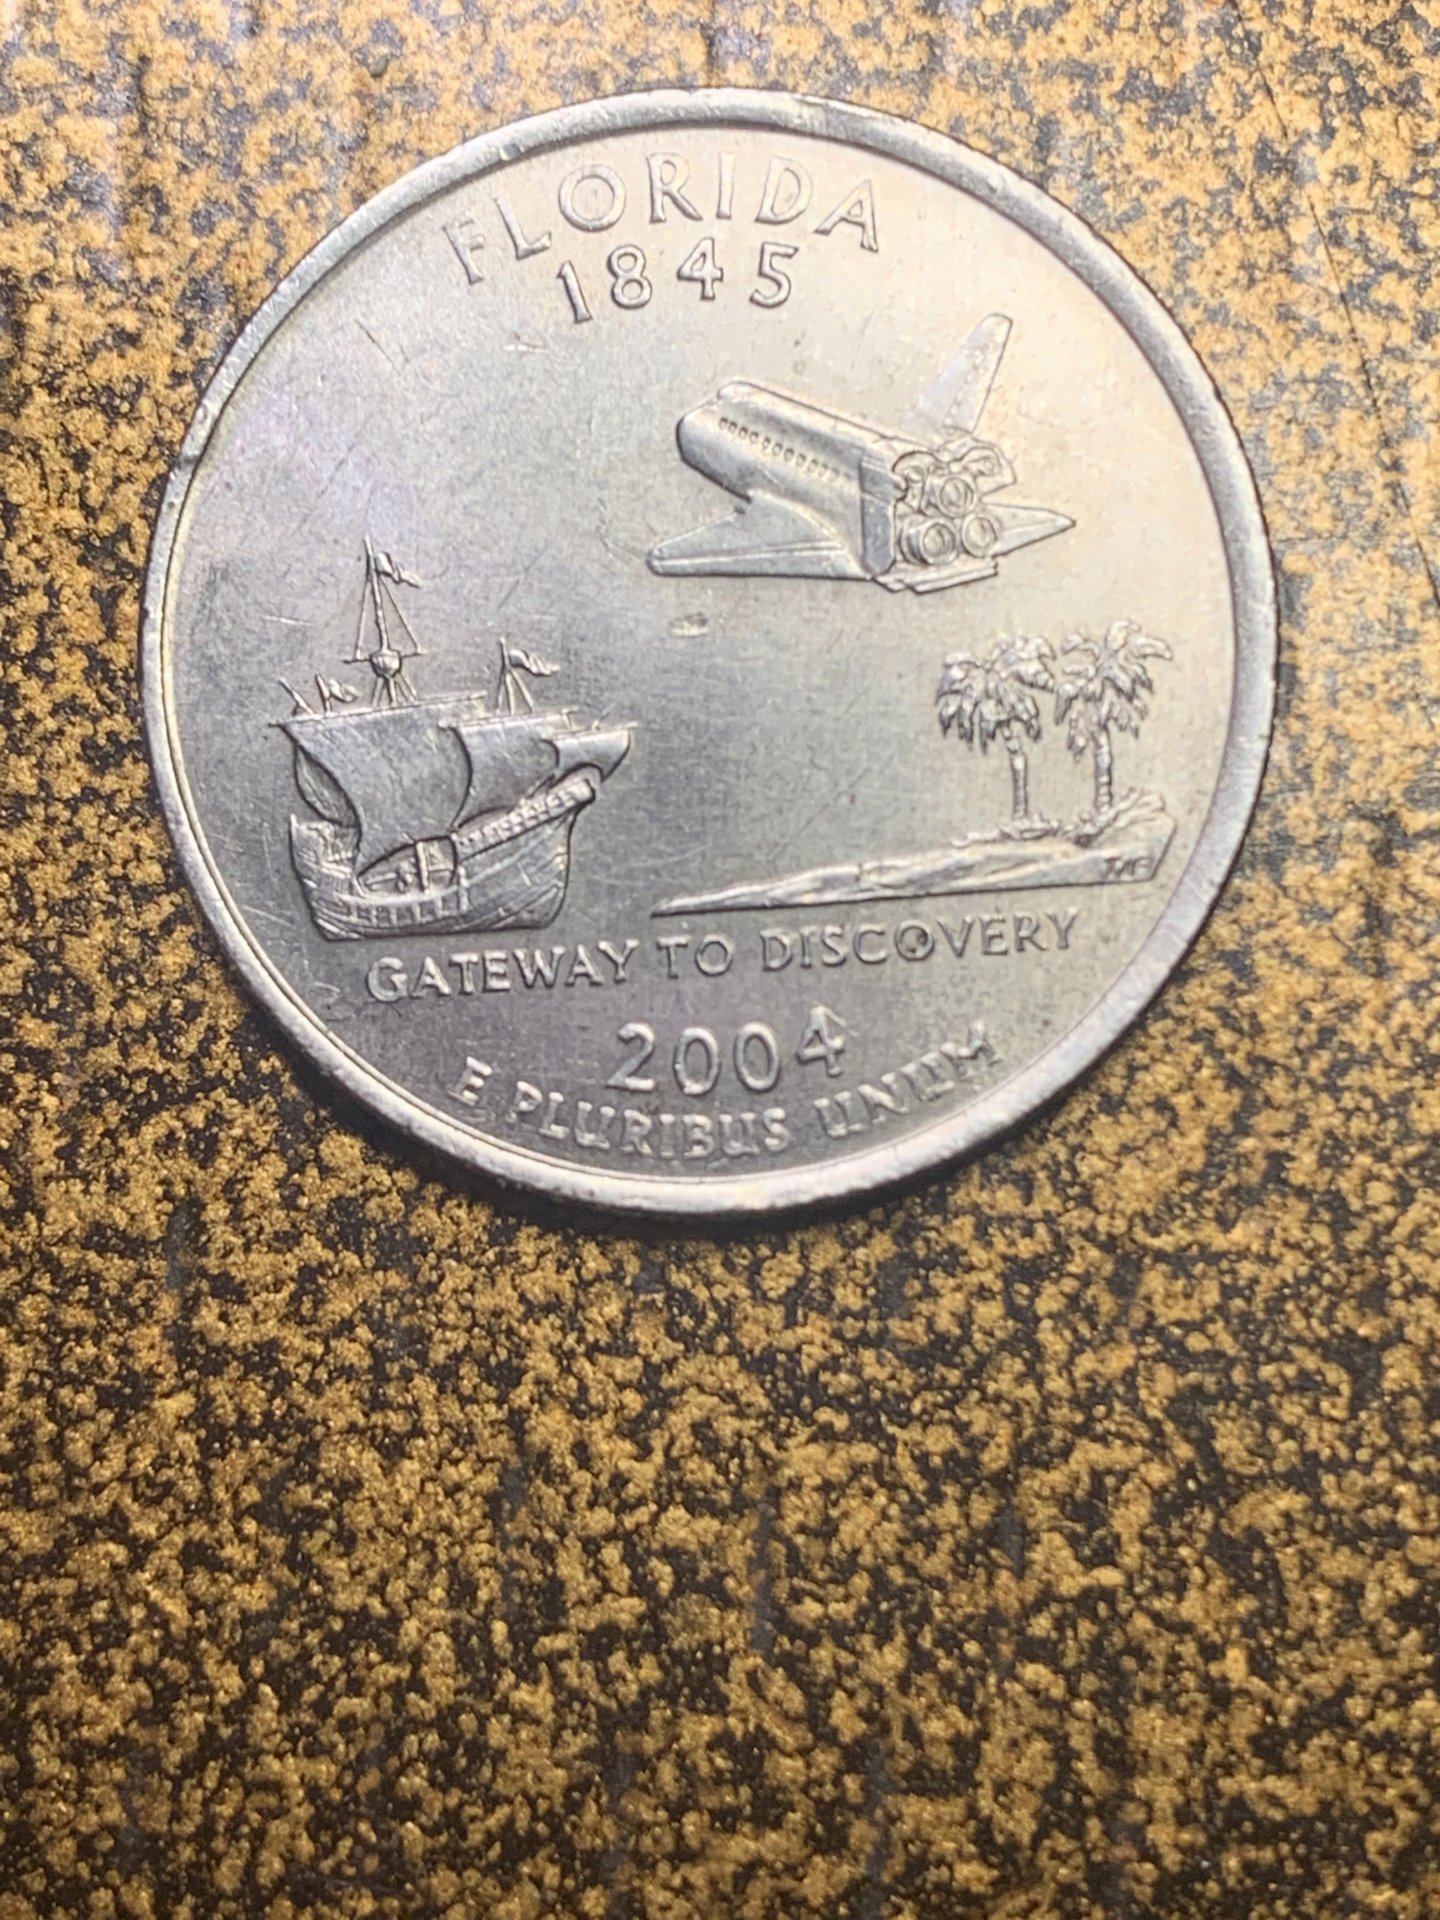 FLORIDA
1845
GATEWAY TO DISCOVERY
2004
E PLURIBUS UNUM